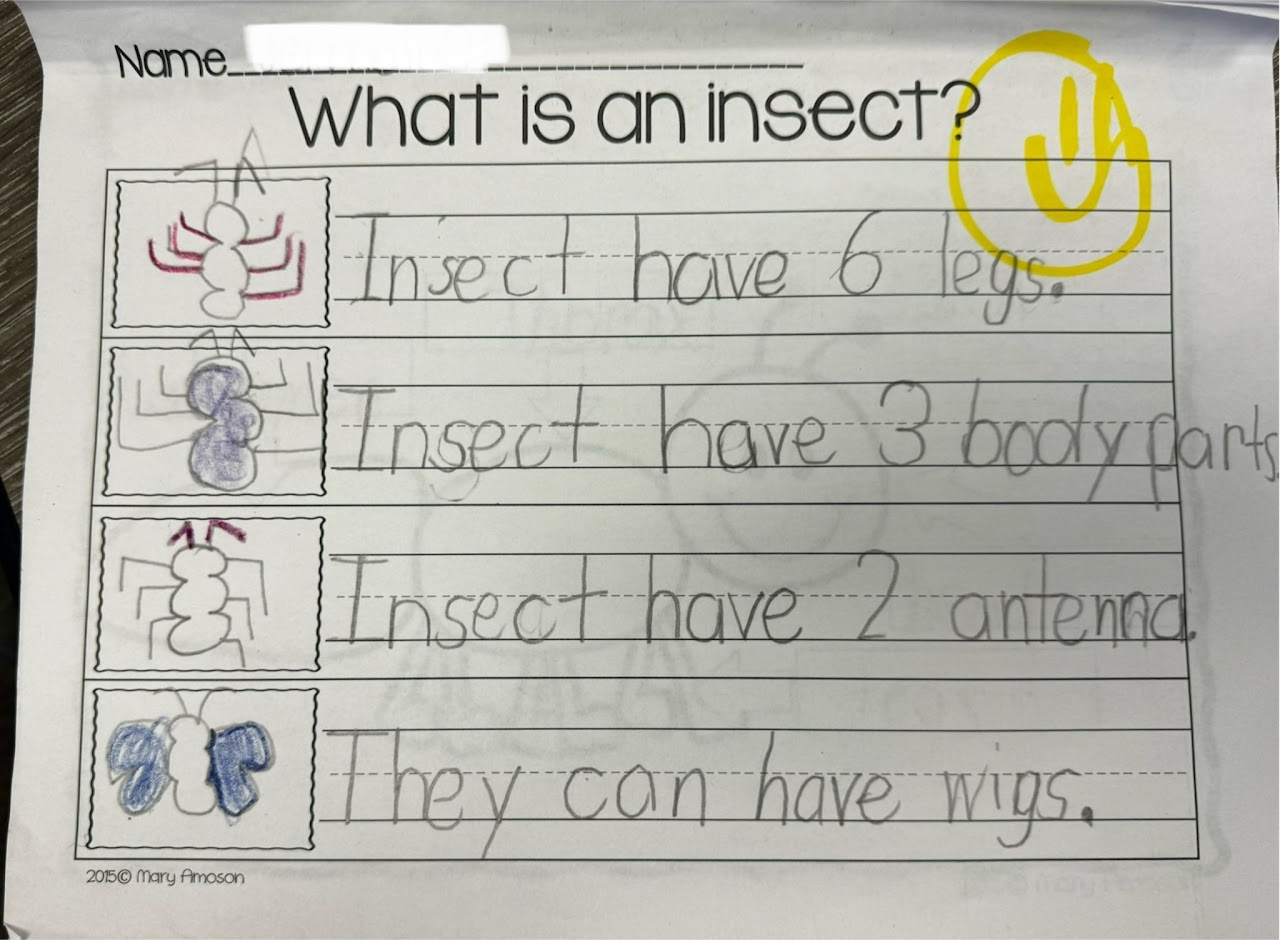 Name
What is an insect?
Insect have 6 legs.
Insect have 3 body parts.
Insect have 2 antenna.
They can have wigs.
2015© Mary Amoson